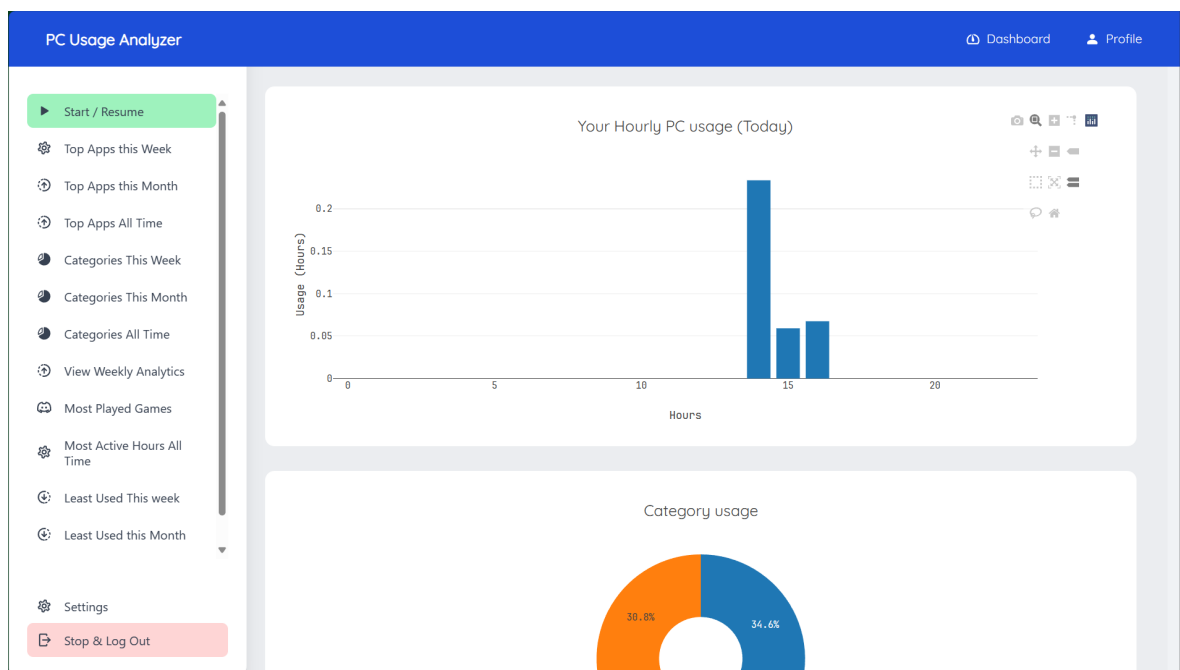 PC Usage Analyzer
Dashboard
Profile
Start / Resume
Top Apps this Week
Top Apps this Month
Top Apps All Time
Categories This Week
Categories This Month
Categories All Time
View Weekly Analytics
Most Played Games
Most Active Hours All
Time
Least Used This week
Least Used this Month
Settings
Stop & Log Out
Your Hourly PC usage (Today)
Usage (Hours)
0.2
0.15
0.1
0.05
0
0
5
10
15
20
Hours
Category usage
30.8%
34.6%